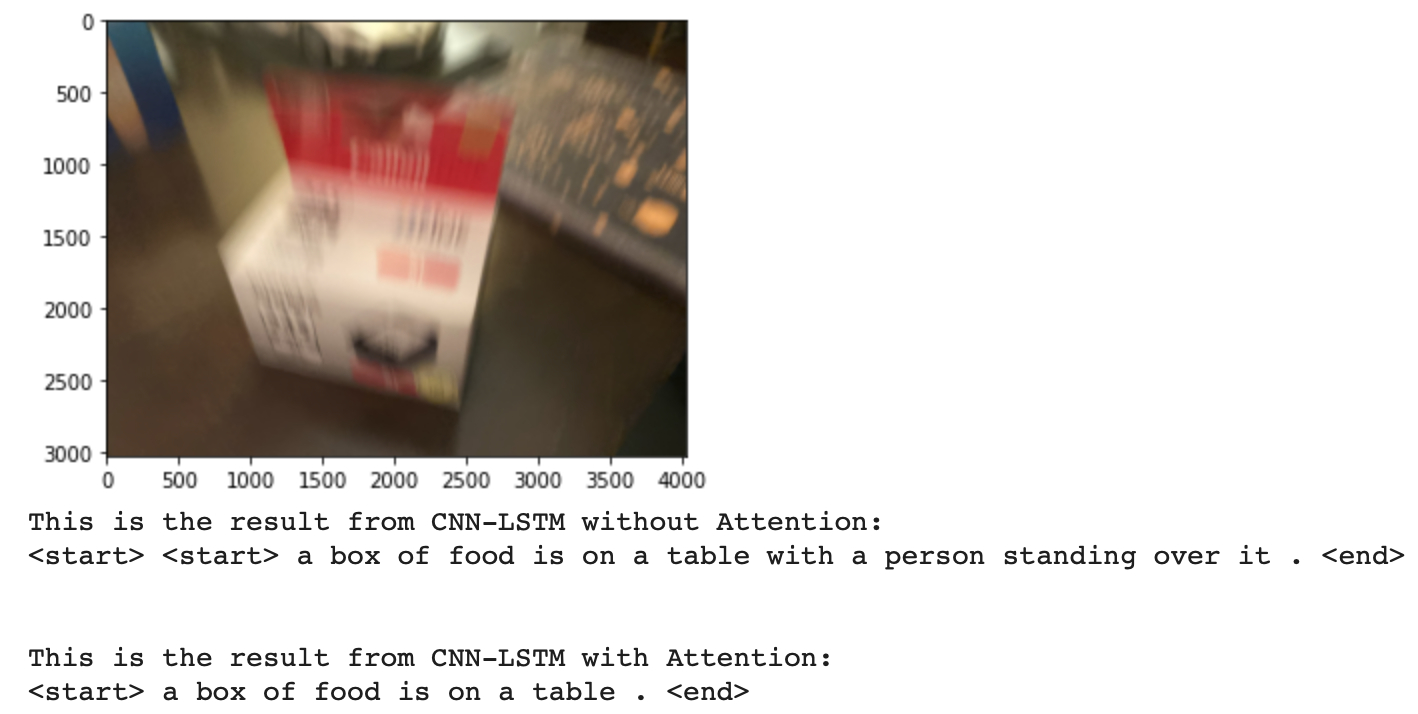 0
500
1000
1500
2000
2500
3000
0 500 1000 1500 2000 2500 3000 3500 4000
This is the result from CNN-LSTM without Attention:
<start> <start> a box of food is on a table with a person standing over it . <end>
This is the result from CNN-LSTM with Attention:
<start> a box of food is on a table . <end>